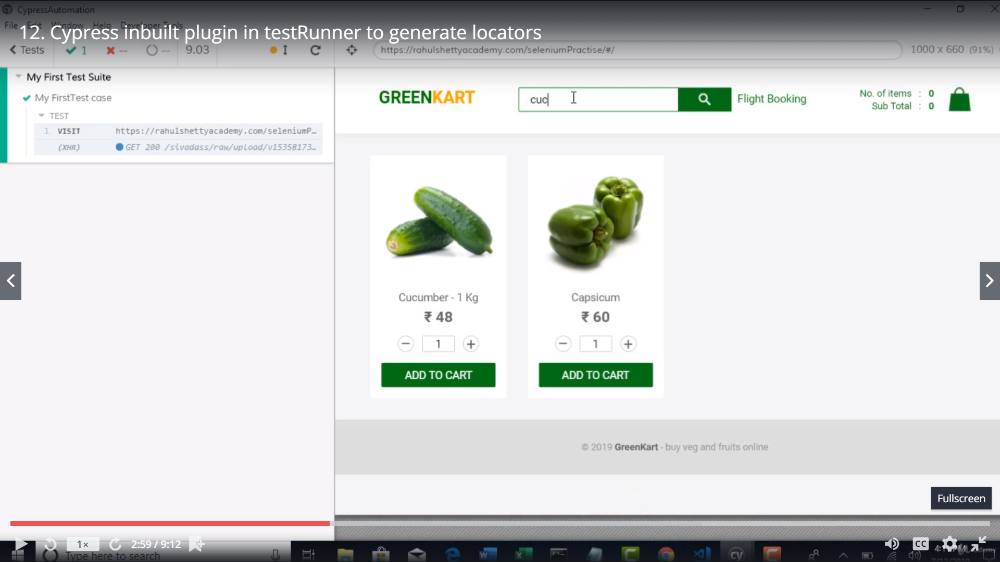 CypressAutomation
File Edit Window Help Developer Tools
12. Cypress inbuilt plugin in testRunner to generate locators
Tests 1 -- -- 9.03
https://rahulshettyacademy.com/seleniumPractise/#/
1000 x 660 (91%)
My First Test Suite
My FirstTest case
TEST
1 VISIT https://rahulshettyacademy.com/seleniumP...
(XHR) GET 200 /sivadass/raw/upload/v15358173...
GREENKART
cuc
Flight Booking
No. of items : 0
Sub Total : 0
Cucumber - 1 Kg
₹ 48
1
ADD TO CART
Capsicum
₹ 60
1
ADD TO CART
© 2019 GreenKart - buy veg and fruits online
Fullscreen
1x
2:59 / 9:12
CC
Type here to search